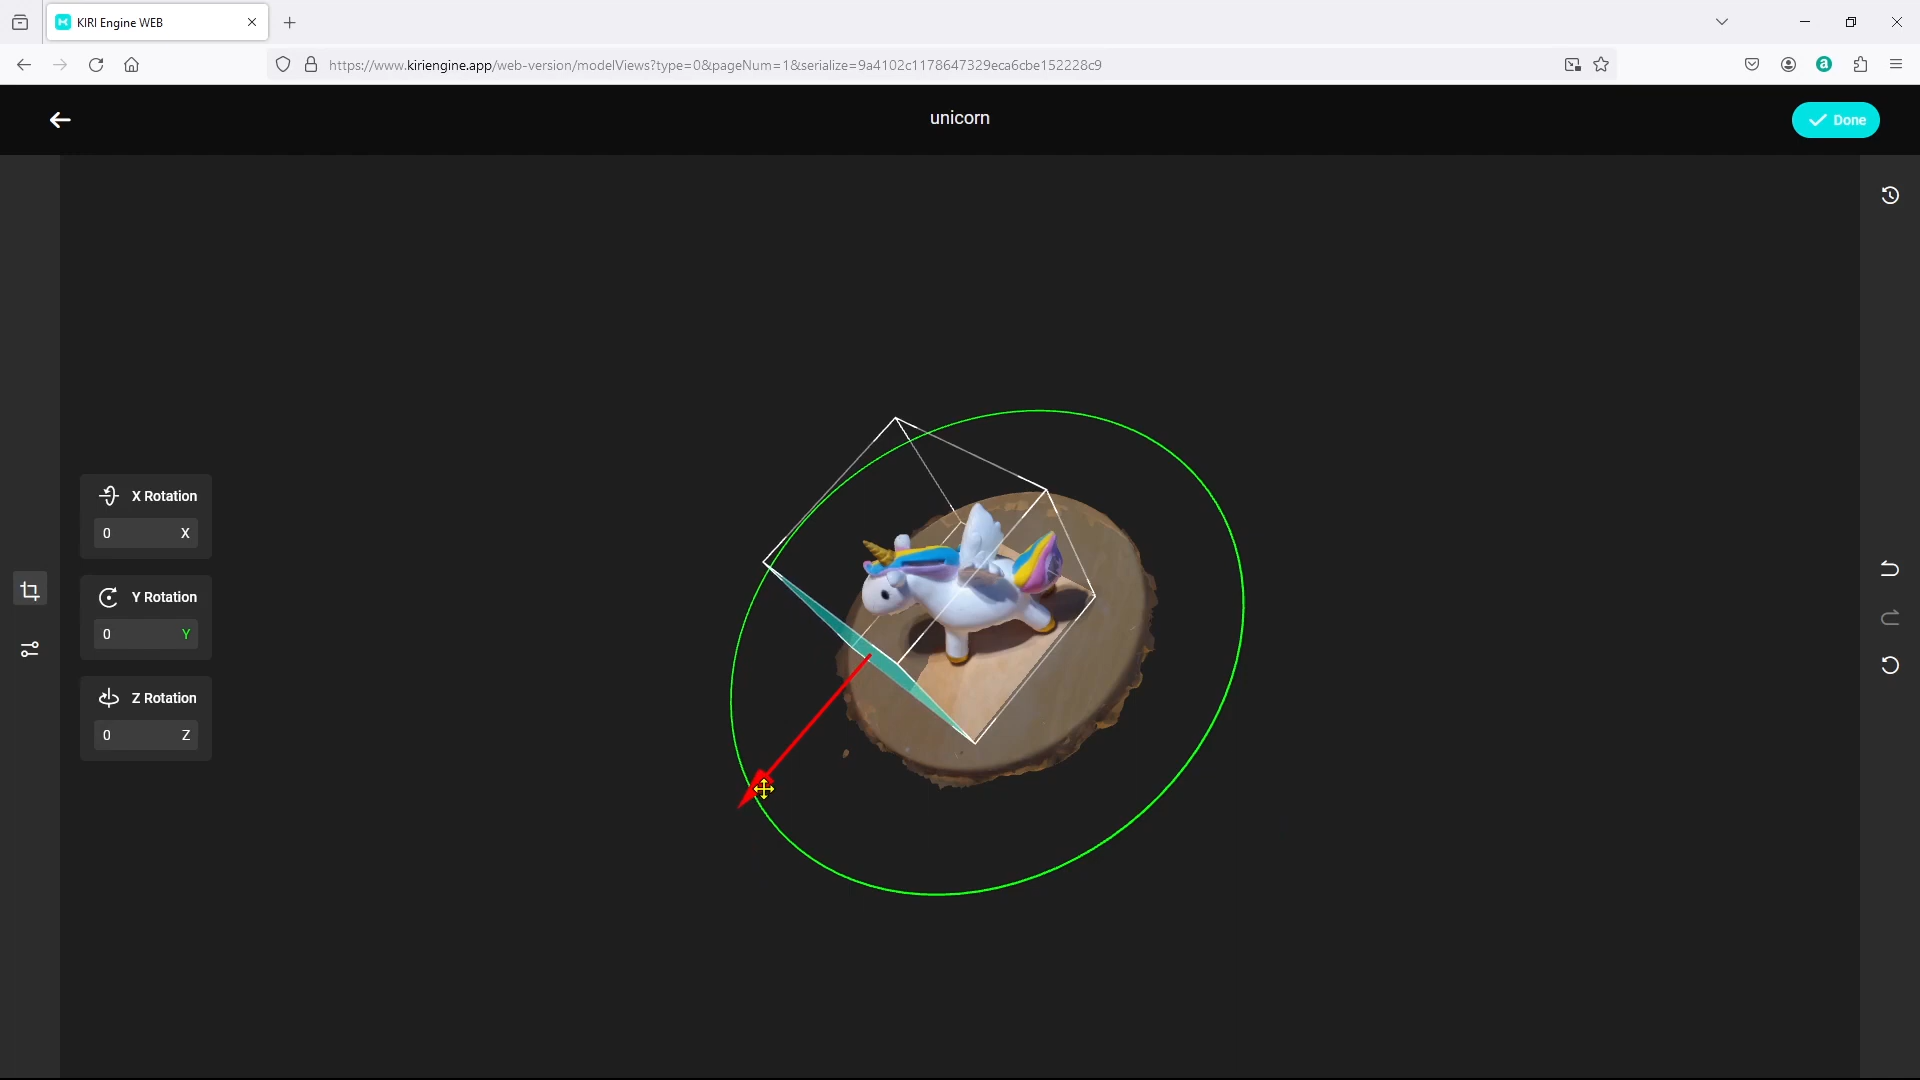 KIRI Engine WEB
https://www.kiriengine.app/web-version/modelViews?type=0&pageNum=1&serialize=9a4102c1178647329eca6cbe152228c9
a
unicorn
Done
X Rotation
0 X
Y Rotation
0 Y
Z Rotation
0 Z